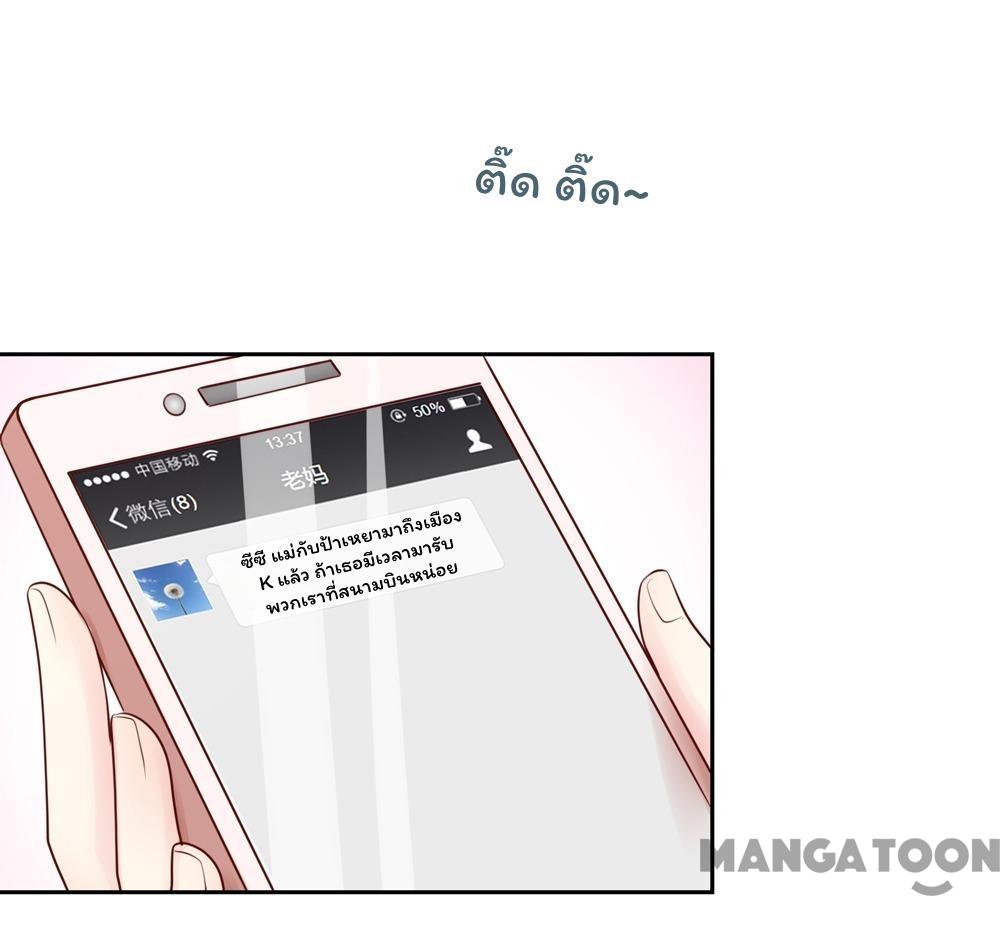 ติ๊ด ติ๊ด~
●●●●● 中国移动 13:37 50%
微信(8) 老妈
ซีซี แม่กับป้าเหยามาถึงเมือง
K แล้ว ถ้าเธอมีเวลามารับ
พวกเราที่สนามบินหน่อย
MANGATOON